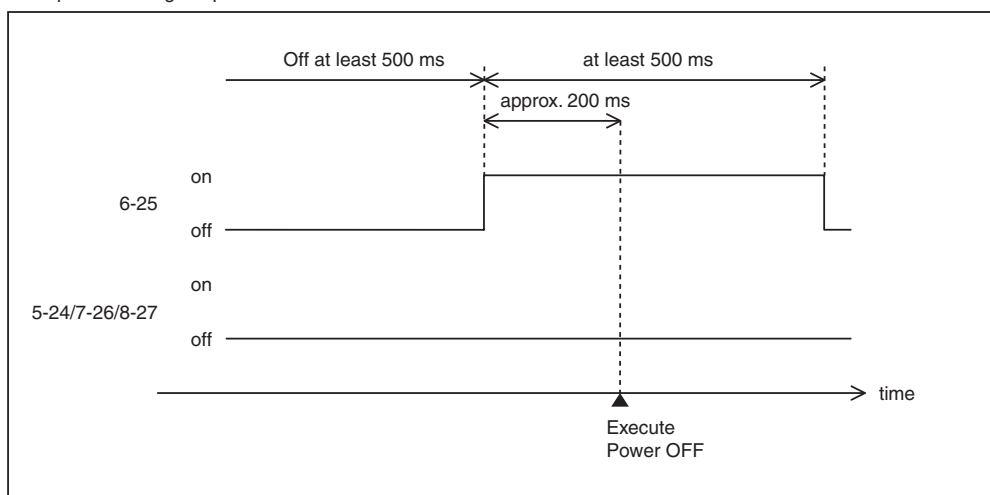 Off at least 500 ms
at least 500 ms
approx. 200 ms
on
6-25
off
on
5-24/7-26/8-27
off
time
Execute
Power OFF